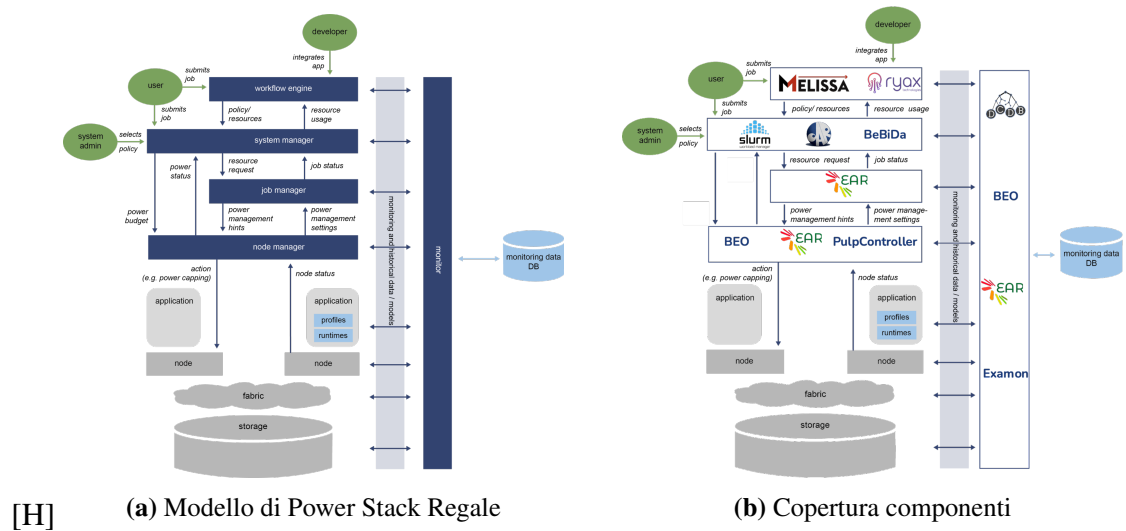 developer
submits
job
integrates
app
user
workflow engine
submits
job
policy/
resources
resource
usage
system
admin
selects
policy
system manager
power
status
resource
request
job status
job manager
power
budget
power
management
hints
power
management
settings
node manager
action
(e.g. power capping)
node status
application
application
profiles
runtimes
node
node
fabric
storage
monitoring and historical data / models
monitor
monitoring data
DB
developer
submits
job
integrates
app
user
MELISSA
ryax
submits
job
policy/ resources
resource usage
system
admin
selects
policy
slurm
workload manager
OAR
BeBiDa
resource request
job status
EAR
power
management hints
power manage-
ment settings
BEO
EAR
PulpController
action
(e.g. power capping)
node status
application
application
profiles
runtimes
node
node
fabric
storage
monitoring and historical data / models
DCDB
BEO
EAR
Examon
monitoring data
DB
[H]
(a) Modello di Power Stack Regale
(b) Copertura componenti